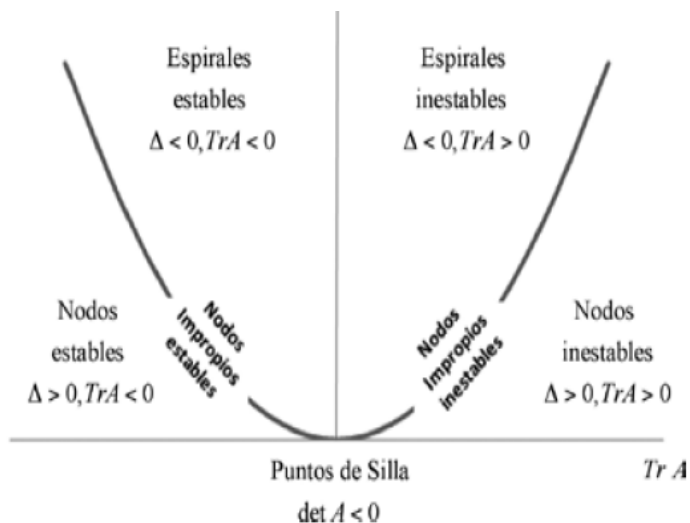 Espirales
estables
Δ < 0, TrA < 0
Espirales
inestables
Δ < 0, TrA > 0
Nodos
estables
Δ > 0, TrA < 0
Nodos
Impropios
estables
Nodos
Impropios
inestables
Nodos
inestables
Δ > 0, TrA > 0
Puntos de Silla
det A < 0
Tr A